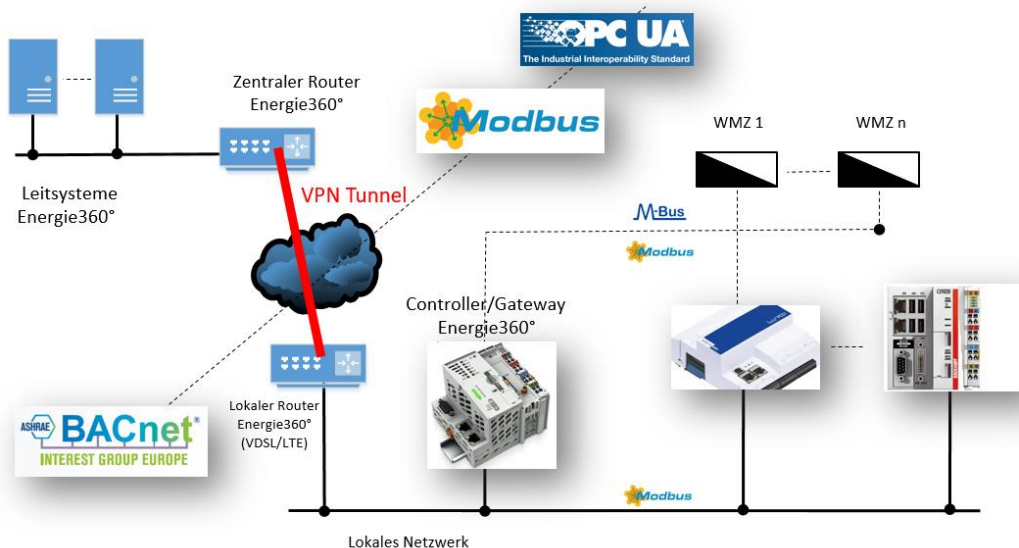 OPC UA
The Industrial Interoperability Standard
Zentraler Router
Energie360°
Modbus
WMZ 1
WMZ n
Leitsysteme
Energie360°
VPN Tunnel
M-Bus
Modbus
Controller/Gateway
Energie360°
Lokaler Router
Energie360°
(VDSL/LTE)
ASHRAE BACnet®
INTEREST GROUP EUROPE
Modbus
Lokales Netzwerk